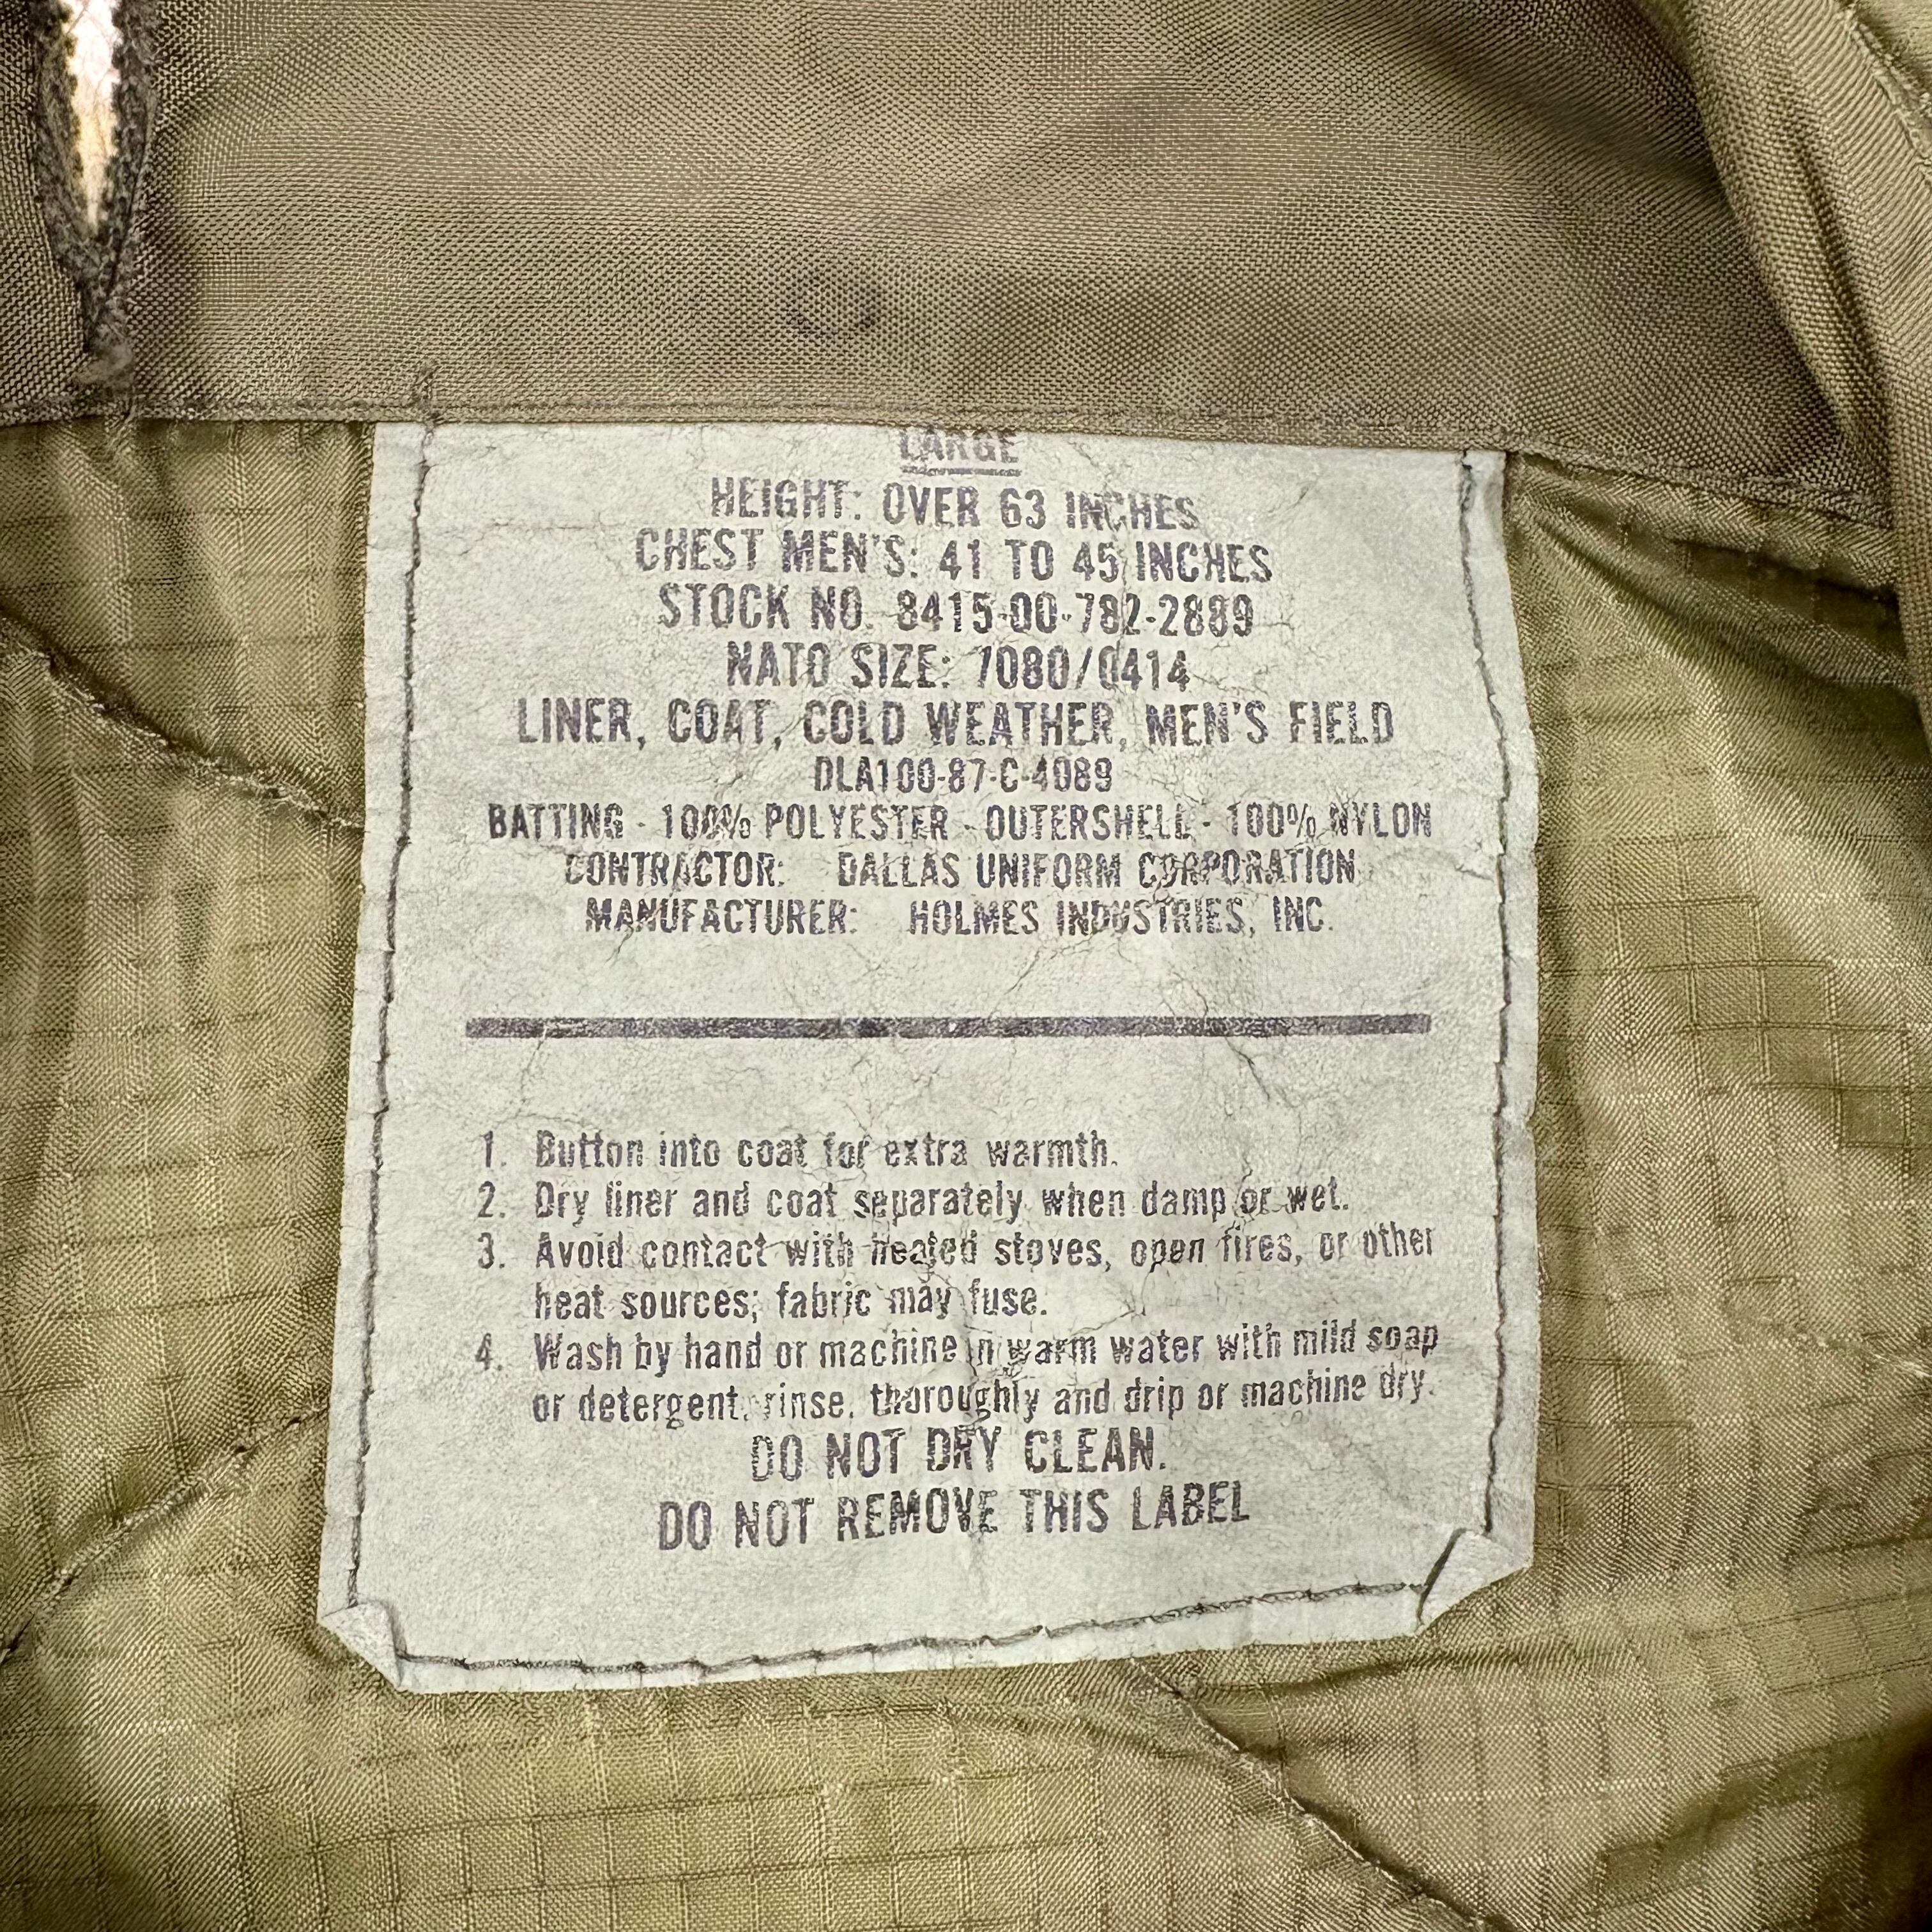 LARGE
HEIGHT: OVER 63 INCHES
CHEST MEN'S: 41 TO 45 INCHES
STOCK NO. 8415-00-782-2889
NATO SIZE: 7080/0414
LINER, COAT, COLD WEATHER, MEN'S FIELD
DLA100-87-C-4089
BATTING - 100% POLYESTER - OUTERSHELL - 100% NYLON
CONTRACTOR: DALLAS UNIFORM CORPORATION
MANUFACTURER: HOLMES INDUSTRIES, INC.
1. Button into coat for extra warmth.
2. Dry liner and coat separately when damp or wet.
3. Avoid contact with heated stoves, open fires, or other
heat sources; fabric may fuse.
4. Wash by hand or machine in warm water with mild soap
or detergent, rinse, thoroughly and drip or machine dry.
DO NOT DRY CLEAN.
DO NOT REMOVE THIS LABEL